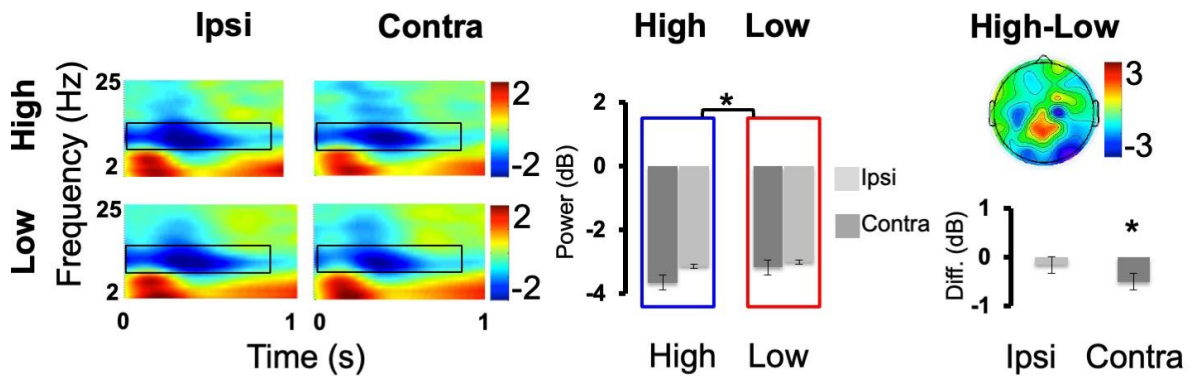 Ipsi Contra
High Low
High-Low
High
Low
Frequency (Hz)
25
2
25
2
2
-2
2
-2
0 1 0 1
Time (s)
Power (dB)
2
0
-2
-4
*
High Low
Ipsi
Contra
3
-3
Diff. (dB)
1
0
-1
*
Ipsi Contra